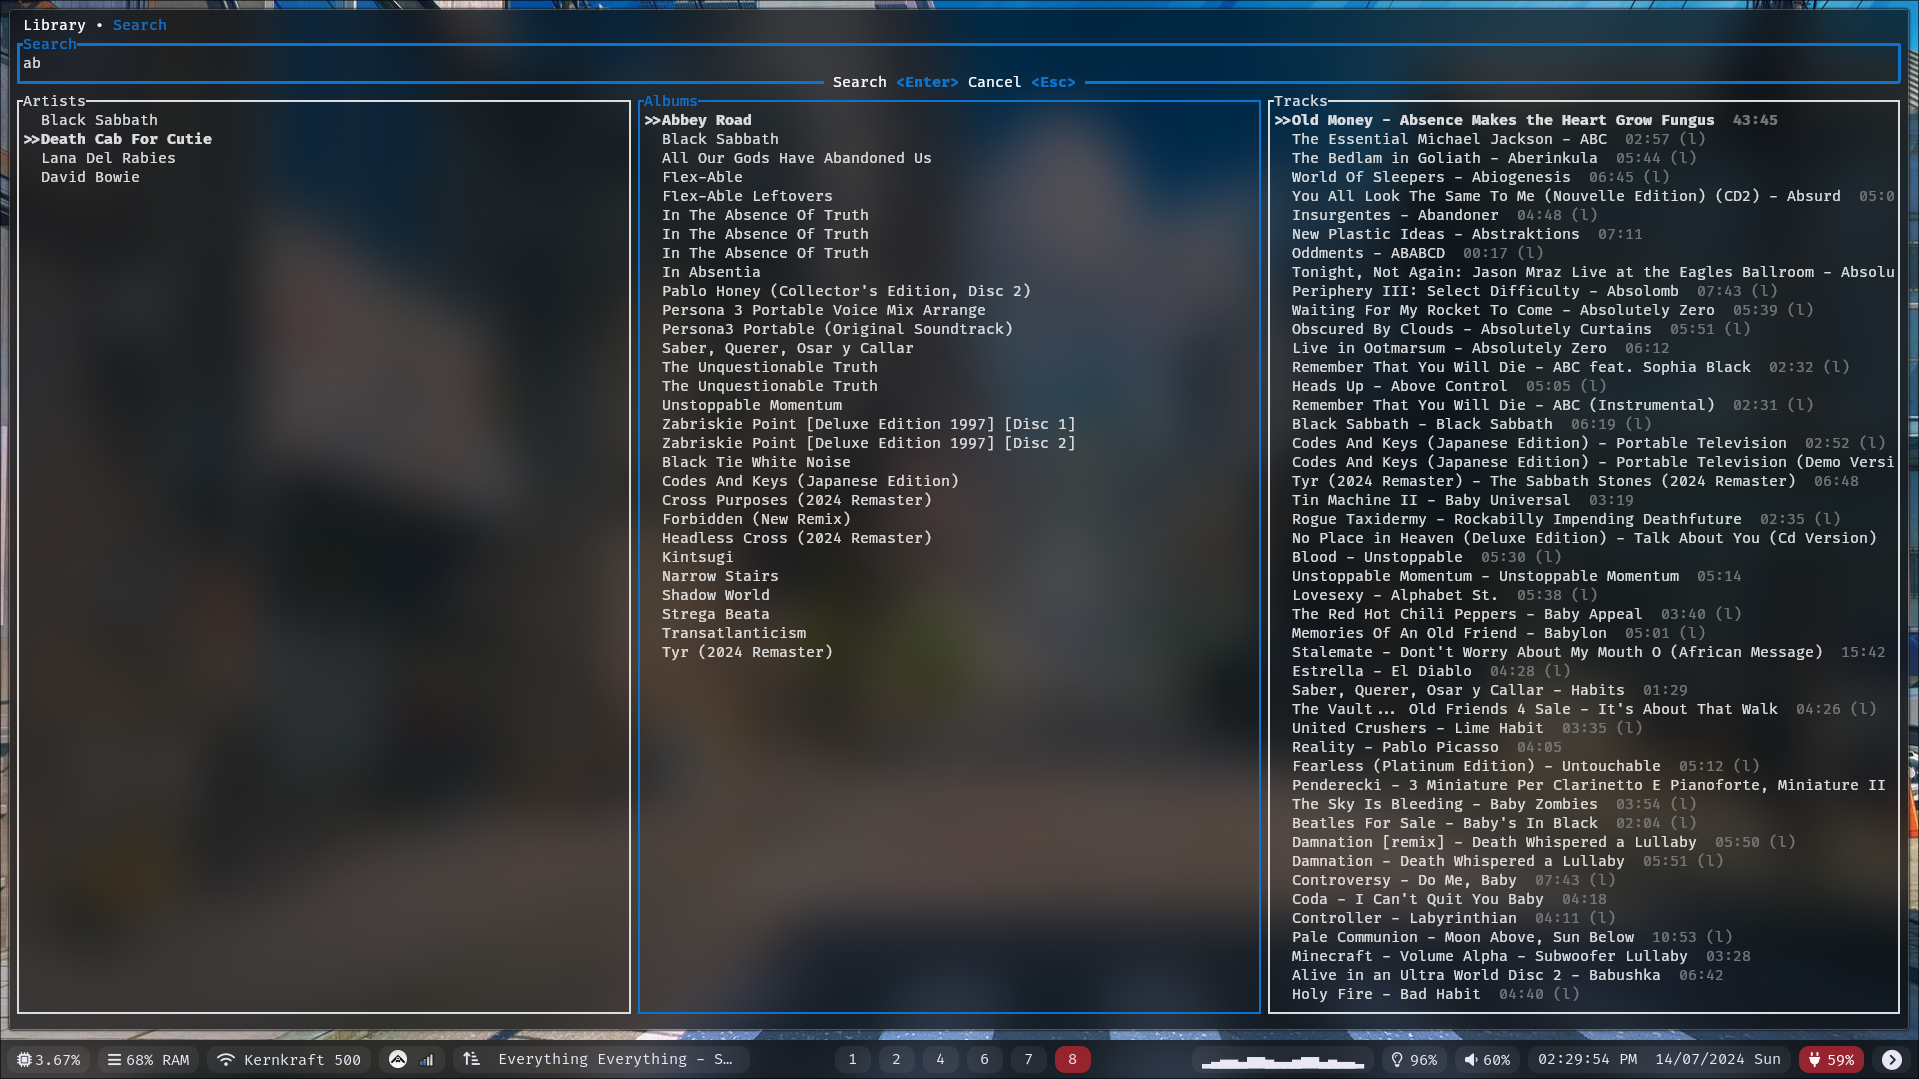 Library • Search
Search
ab
Search <Enter> Cancel <Esc>
Artists
Black Sabbath
>>Death Cab For Cutie
Lana Del Rabies
David Bowie
Albums
>>Abbey Road
Black Sabbath
All Our Gods Have Abandoned Us
Flex-Able
Flex-Able Leftovers
In The Absence Of Truth
In The Absence Of Truth
In The Absence Of Truth
In Absentia
Pablo Honey (Collector's Edition, Disc 2)
Persona 3 Portable Voice Mix Arrange
Persona3 Portable (Original Soundtrack)
Saber, Querer, Osar y Callar
The Unquestionable Truth
The Unquestionable Truth
Unstoppable Momentum
Zabriskie Point [Deluxe Edition 1997] [Disc 1]
Zabriskie Point [Deluxe Edition 1997] [Disc 2]
Black Tie White Noise
Codes And Keys (Japanese Edition)
Cross Purposes (2024 Remaster)
Forbidden (New Remix)
Headless Cross (2024 Remaster)
Kintsugi
Narrow Stairs
Shadow World
Strega Beata
Transatlanticism
Tyr (2024 Remaster)
Tracks
>>Old Money - Absence Makes the Heart Grow Fungus 43:45
The Essential Michael Jackson - ABC 02:57 (l)
The Bedlam in Goliath - Aberinkula 05:44 (l)
World Of Sleepers - Abiogenesis 06:45 (l)
You All Look The Same To Me (Nouvelle Edition) (CD2) - Absurd 05:0
Insurgentes - Abandoner 04:48 (l)
New Plastic Ideas - Abstraktions 07:11
Oddments - ABABCD 00:17 (l)
Tonight, Not Again: Jason Mraz Live at the Eagles Ballroom - Absolu
Periphery III: Select Difficulty - Absolomb 07:43 (l)
Waiting For My Rocket To Come - Absolutely Zero 05:39 (l)
Obscured By Clouds - Absolutely Curtains 05:51 (l)
Live in Ootmarsum - Absolutely Zero 06:12
Remember That You Will Die - ABC feat. Sophia Black 02:32 (l)
Heads Up - Above Control 05:05 (l)
Remember That You Will Die - ABC (Instrumental) 02:31 (l)
Black Sabbath - Black Sabbath 06:19 (l)
Codes And Keys (Japanese Edition) - Portable Television 02:52 (l)
Codes And Keys (Japanese Edition) - Portable Television (Demo Versi
Tyr (2024 Remaster) - The Sabbath Stones (2024 Remaster) 06:48
Tin Machine II - Baby Universal 03:19
Rogue Taxidermy - Rockabilly Impending Deathfuture 02:35 (l)
No Place in Heaven (Deluxe Edition) - Talk About You (Cd Version)
Blood - Unstoppable 05:30 (l)
Unstoppable Momentum - Unstoppable Momentum 05:14
Lovesexy - Alphabet St. 05:38 (l)
The Red Hot Chili Peppers - Baby Appeal 03:40 (l)
Memories Of An Old Friend - Babylon 05:01 (l)
Stalemate - Dont't Worry About My Mouth O (African Message) 15:42
Estrella - El Diablo 04:28 (l)
Saber, Querer, Osar y Callar - Habits 01:29
The Vault... Old Friends 4 Sale - It's About That Walk 04:26 (l)
United Crushers - Lime Habit 03:35 (l)
Reality - Pablo Picasso 04:05
Fearless (Platinum Edition) - Untouchable 05:12 (l)
Penderecki - 3 Miniature Per Clarinetto E Pianoforte, Miniature II
The Sky Is Bleeding - Baby Zombies 03:54 (l)
Beatles For Sale - Baby's In Black 02:04 (l)
Damnation [remix] - Death Whispered a Lullaby 05:50 (l)
Damnation - Death Whispered a Lullaby 05:51 (l)
Controversy - Do Me, Baby 07:43 (l)
Coda - I Can't Quit You Baby 04:18
Controller - Labyrinthian 04:11 (l)
Pale Communion - Moon Above, Sun Below 10:53 (l)
Minecraft - Volume Alpha - Subwoofer Lullaby 03:28
Alive in an Ultra World Disc 2 - Babushka 06:42
Holy Fire - Bad Habit 04:40 (l)
3.67% 68% RAM Kernkraft 500 Everything Everything - S… 1 2 4 6 7 8 96% 60% 02:29:54 PM 14/07/2024 Sun 59%